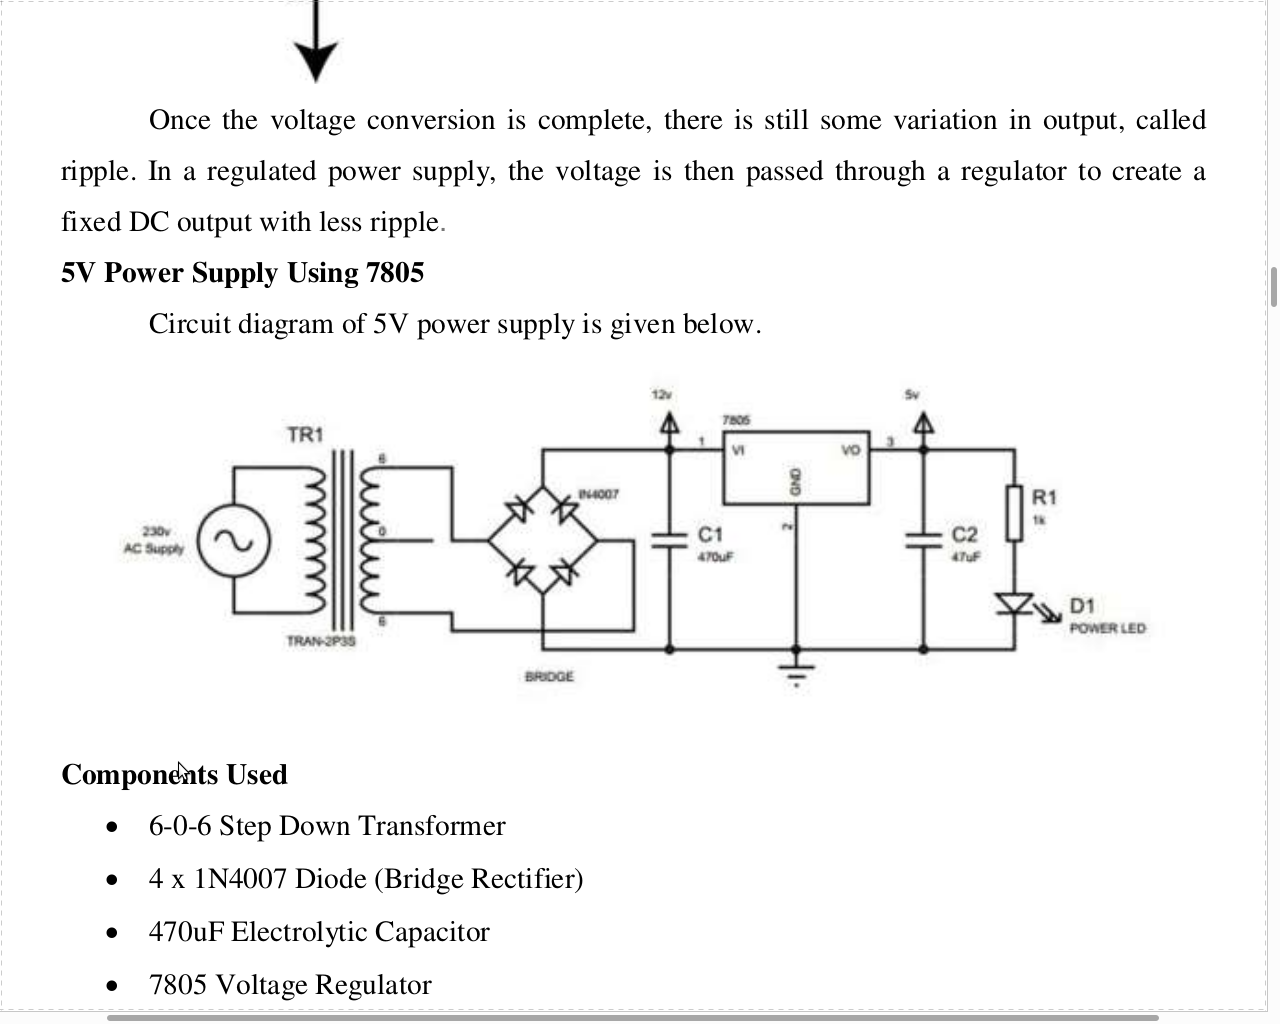 Once the voltage conversion is complete, there is still some variation in output, called
ripple. In a regulated power supply, the voltage is then passed through a regulator to create a
fixed DC output with less ripple.
5V Power Supply Using 7805
Circuit diagram of 5V power supply is given below.
12v
5v
7805
TR1
1
VI
VO
3
6
GND
IN4007
R1
1k
230v
AC Supply
0
2
C1
470uF
C2
47uF
D1
POWER LED
6
TRAN-2P3S
BRIDGE
Components Used
• 6-0-6 Step Down Transformer
• 4 x 1N4007 Diode (Bridge Rectifier)
• 470uF Electrolytic Capacitor
• 7805 Voltage Regulator